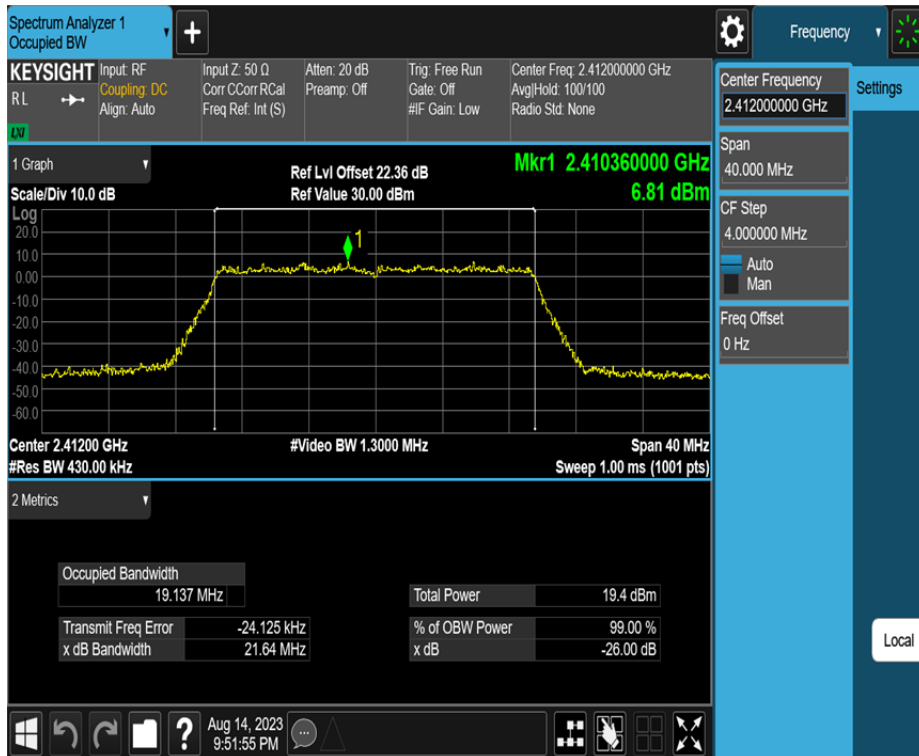 Spectrum Analyzer 1
Occupied BW
+
Frequency
KEYSIGHT
R L
LXI
Input: RF
Coupling: DC
Align: Auto
Input Z: 50 Ω
Corr CCorr RCal
Freq Ref: Int (S)
Atten: 20 dB
Preamp: Off
Trig: Free Run
Gate: Off
#IF Gain: Low
Center Freq: 2.412000000 GHz
Avg|Hold: 100/100
Radio Std: None
Center Frequency
2.412000000 GHz
Settings
Span
40.000 MHz
CF Step
4.000000 MHz
Auto
Man
Freq Offset
0 Hz
1 Graph
Scale/Div 10.0 dB
Ref Lvl Offset 22.36 dB
Ref Value 30.00 dBm
Mkr1 2.410360000 GHz
6.81 dBm
Log
20.0
10.0
0.00
-10.0
-20.0
-30.0
-40.0
-50.0
-60.0
1
Center 2.41200 GHz
#Video BW 1.3000 MHz
Span 40 MHz
#Res BW 430.00 kHz
Sweep 1.00 ms (1001 pts)
2 Metrics
Occupied Bandwidth
19.137 MHz
Total Power 19.4 dBm
Transmit Freq Error -24.125 kHz
% of OBW Power 99.00 %
x dB Bandwidth 21.64 MHz
x dB -26.00 dB
Local
?
Aug 14, 2023
9:51:55 PM